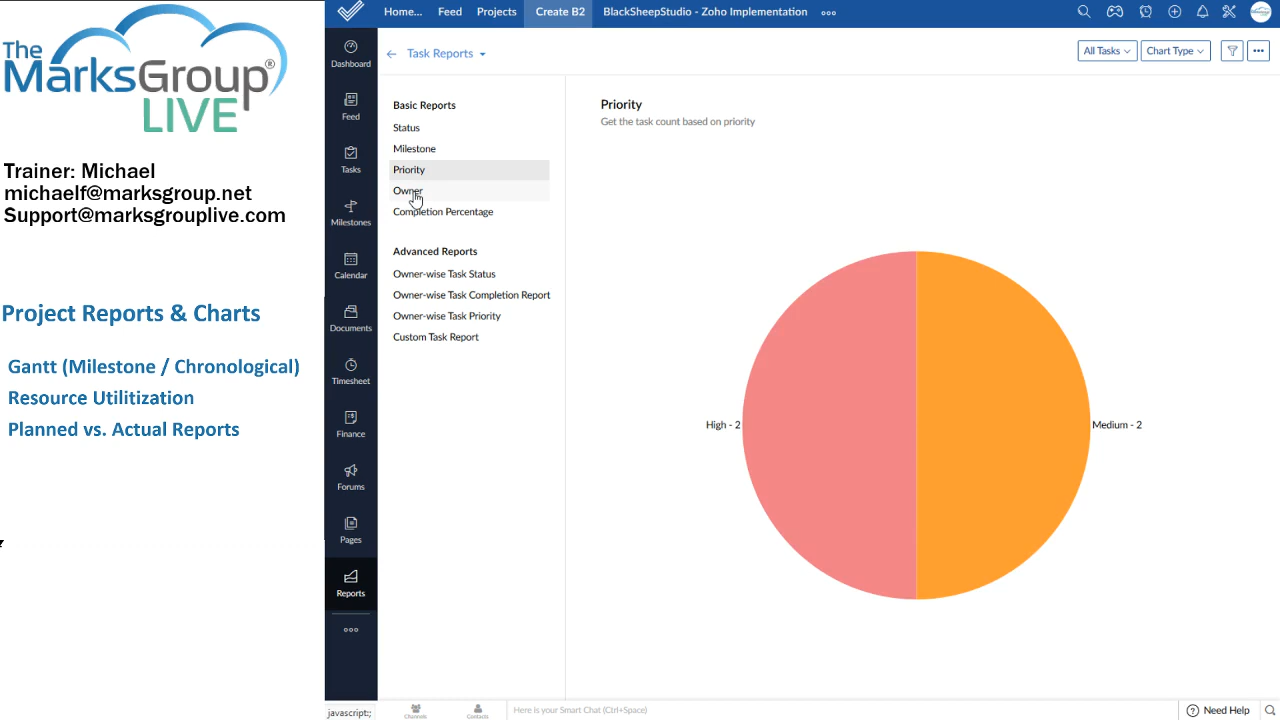 The
MarksGroup®
LIVE
Trainer: Michael
michaelf@marksgroup.net
Support@marksgrouplive.com
Project Reports & Charts
Gantt (Milestone / Chronological)
Resource Utilitization
Planned vs. Actual Reports
Home...
Feed
Projects
Create B2
BlackSheepStudio - Zoho Implementation
Dashboard
Feed
Tasks
Milestones
Calendar
Documents
Timesheet
Finance
Forums
Pages
Reports
Task Reports
All Tasks
Chart Type
Basic Reports
Status
Milestone
Priority
Owner
Completion Percentage
Advanced Reports
Owner-wise Task Status
Owner-wise Task Completion Report
Owner-wise Task Priority
Custom Task Report
Priority
Get the task count based on priority
High - 2
Medium - 2
javascript:;
Channels
Contacts
Here is your Smart Chat (Ctrl+Space)
Need Help